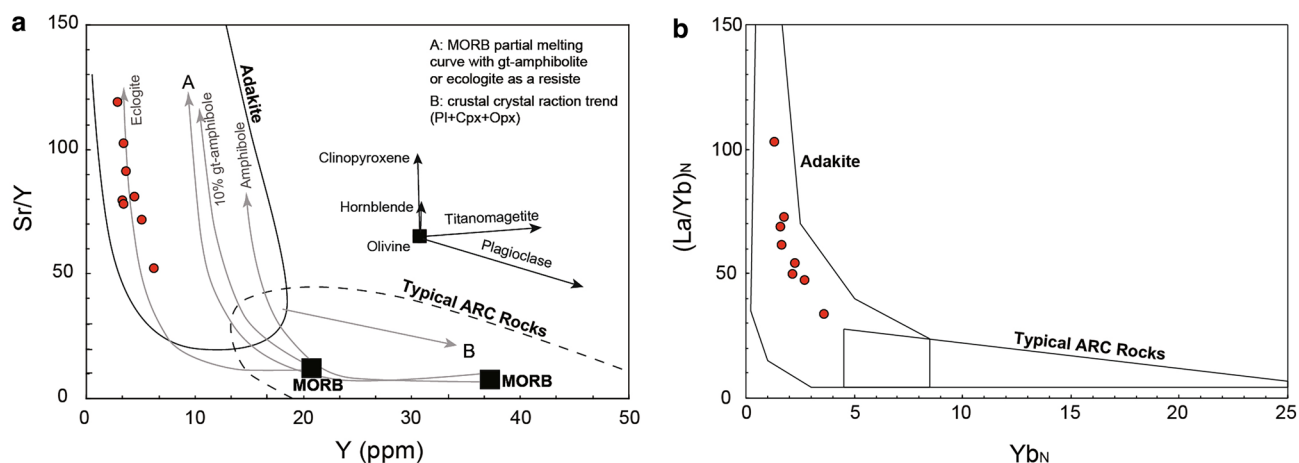 a
150
100
50
0
Sr/Y
0
10
20
30
40
50
Y (ppm)
Eclogite
A
10% gt-amphibole
Amphibole
Adakite
A: MORB partial melting
curve with gt-amphibolite
or ecologite as a resiste
B: crustal crystal raction trend
(Pl+Cpx+Opx)
Clinopyroxene
Hornblende
Olivine
Titanomagetite
Plagioclase
Typical ARC Rocks
B
MORB
MORB
b
150
100
50
0
(La/Yb)N
0
5
10
15
20
25
YbN
Adakite
Typical ARC Rocks